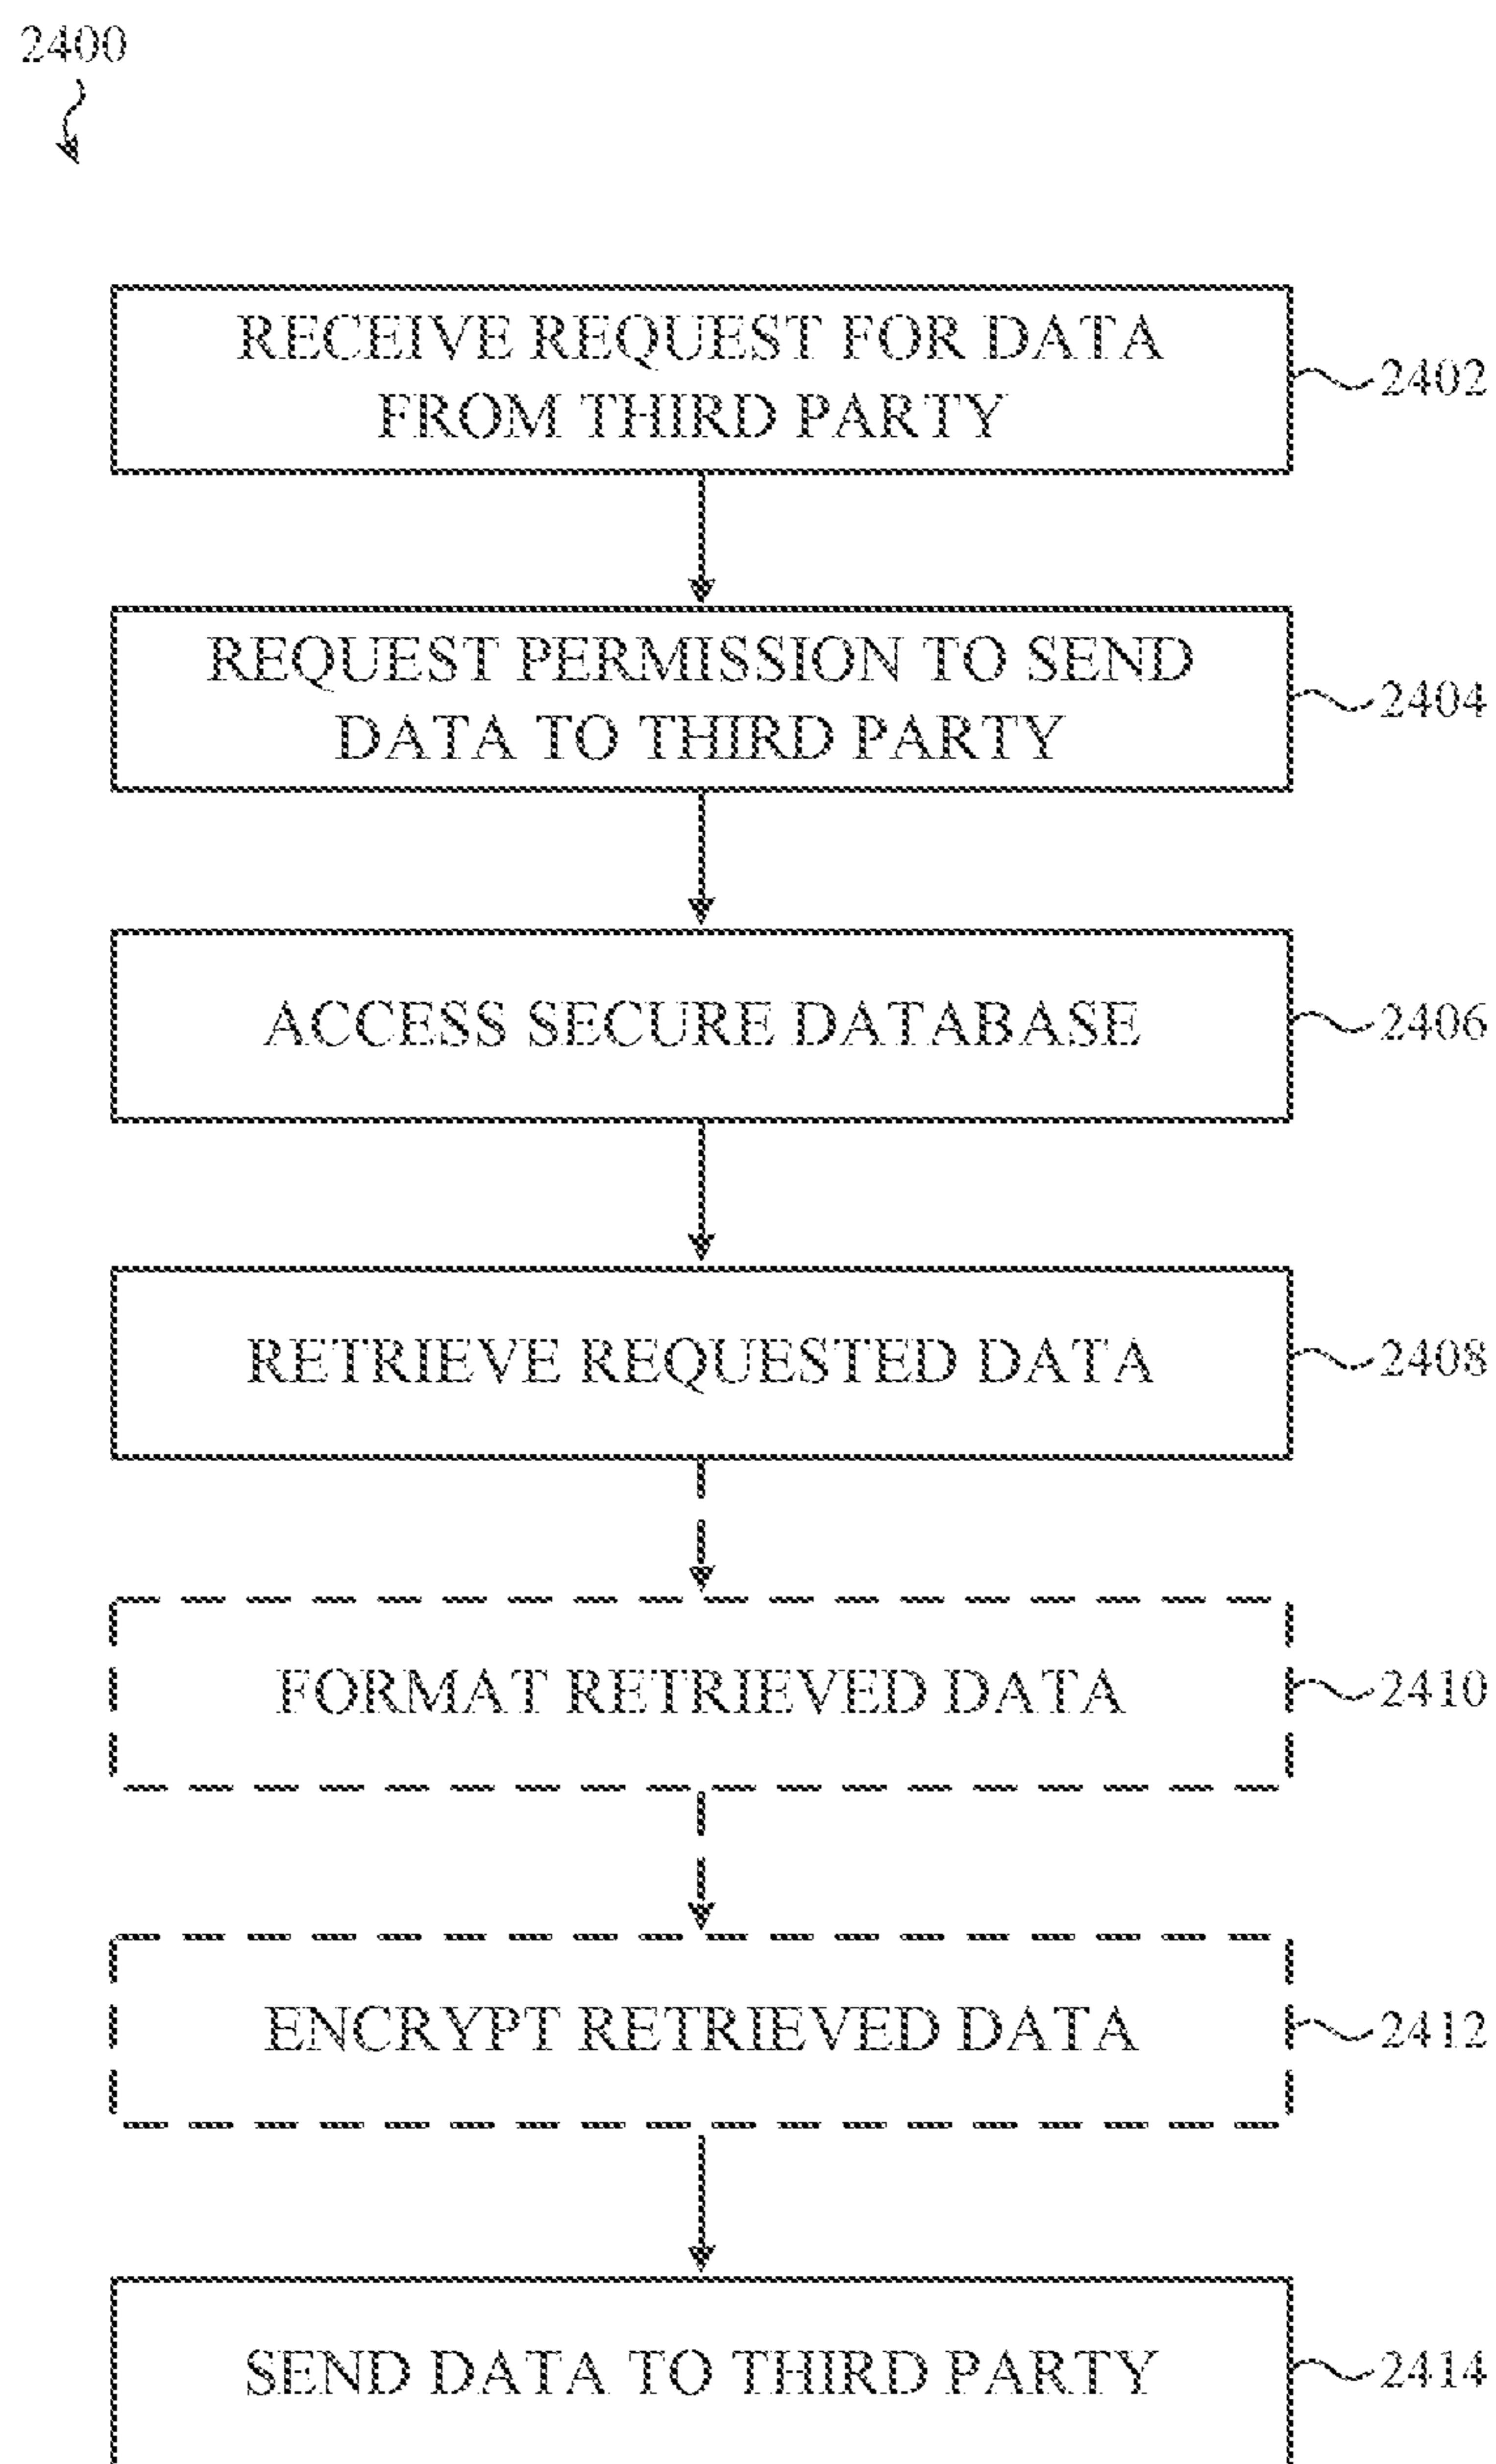 2400
RECEIVE REQUEST FOR DATA
FROM THIRD PARTY
2402
REQUEST PERMISSION TO SEND
DATA TO THIRD PARTY
2404
ACCESS SECURE DATABASE
2406
RETRIEVE REQUESTED DATA
2408
FORMAT RETRIEVED DATA
2410
ENCRYPT RETRIEVED DATA
2412
SEND DATA TO THIRD PARTY
2414